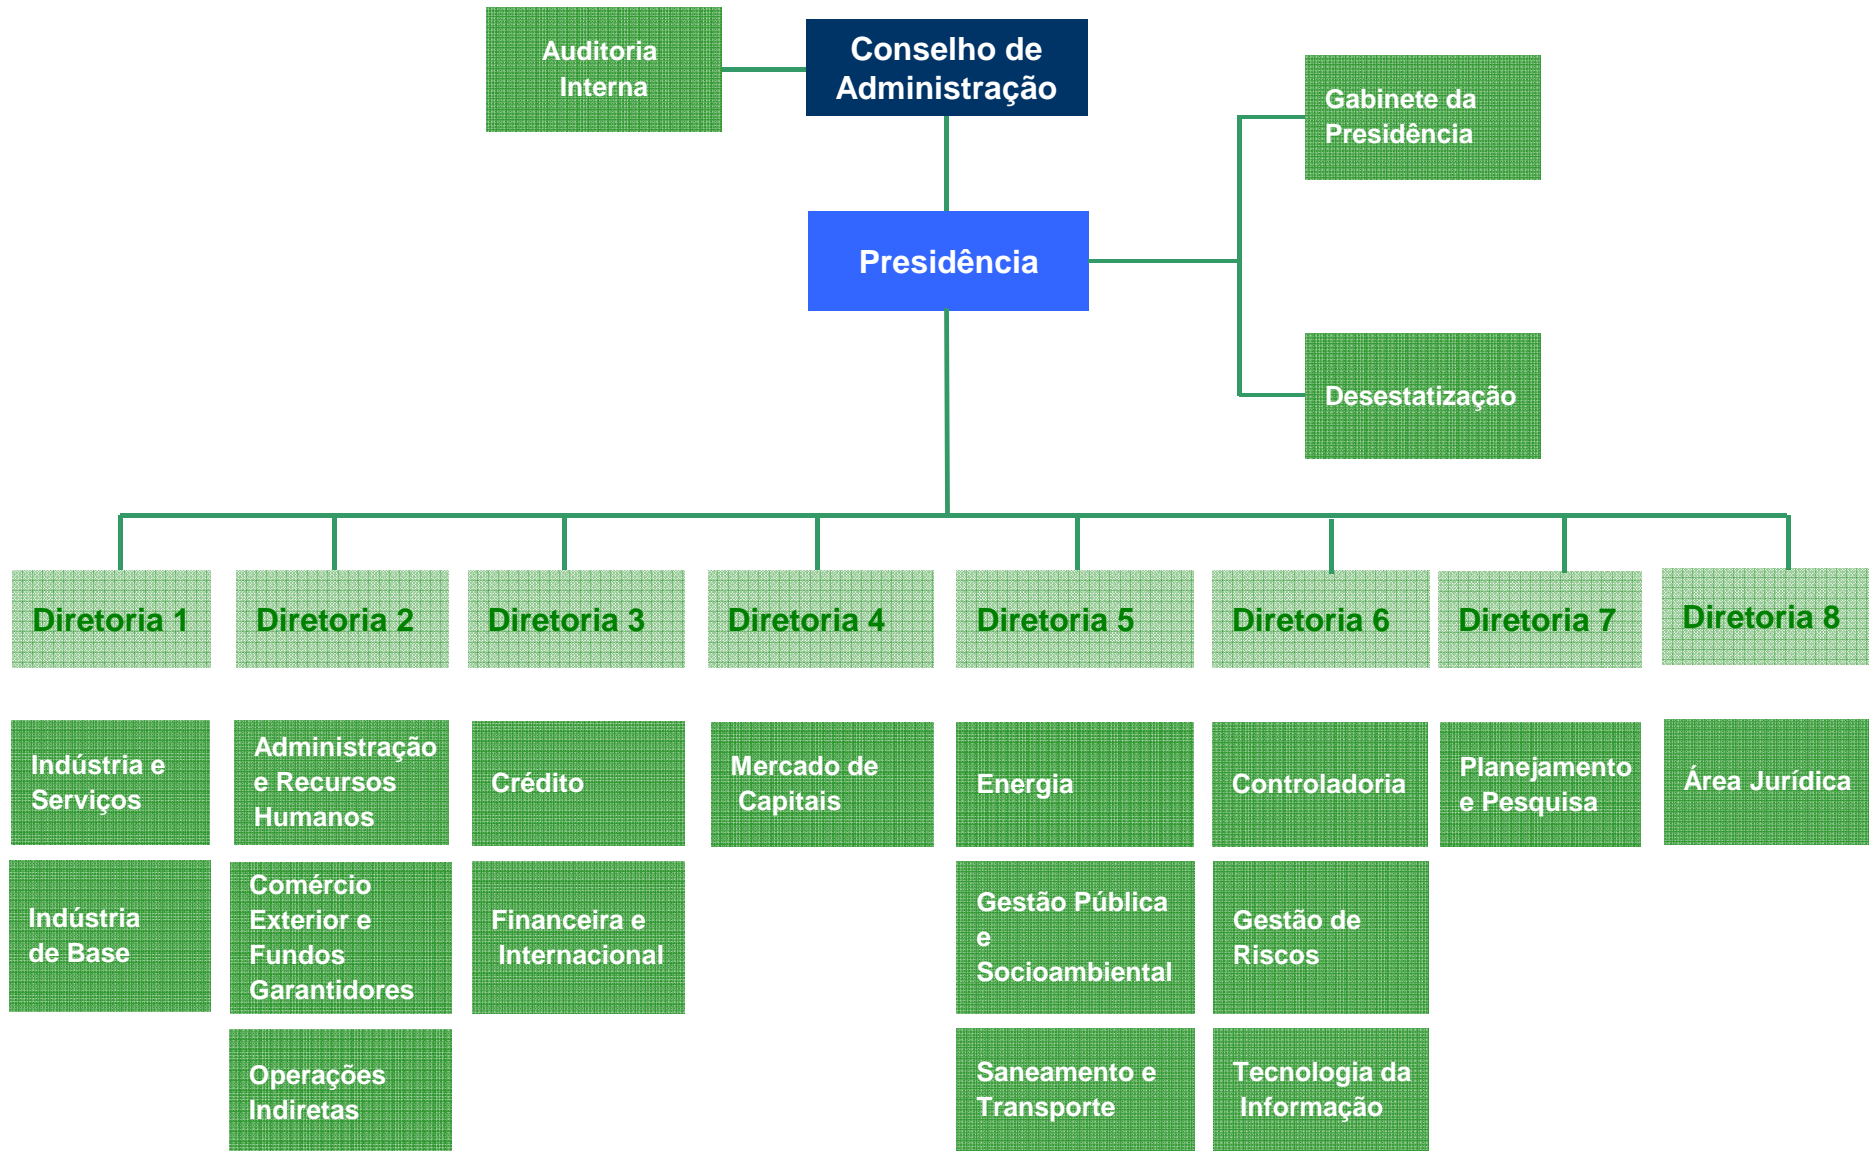 Auditoria
Interna
Conselho de
Administração
Gabinete da
Presidência
Presidência
Desestatização
Diretoria 1
Diretoria 2
Diretoria 3
Diretoria 4
Diretoria 5
Diretoria 6
Diretoria 7
Diretoria 8
Indústria e
Serviços
Administração
e Recursos
Humanos
Crédito
Mercado de
Capitais
Energia
Controladoria
Planejamento
e Pesquisa
Área Jurídica
Indústria
de Base
Comércio
Exterior e
Fundos
Garantidores
Financeira e
Internacional
Gestão Pública
e
Socioambiental
Gestão de
Riscos
Operações
Indiretas
Saneamento e
Transporte
Tecnologia da
Informação